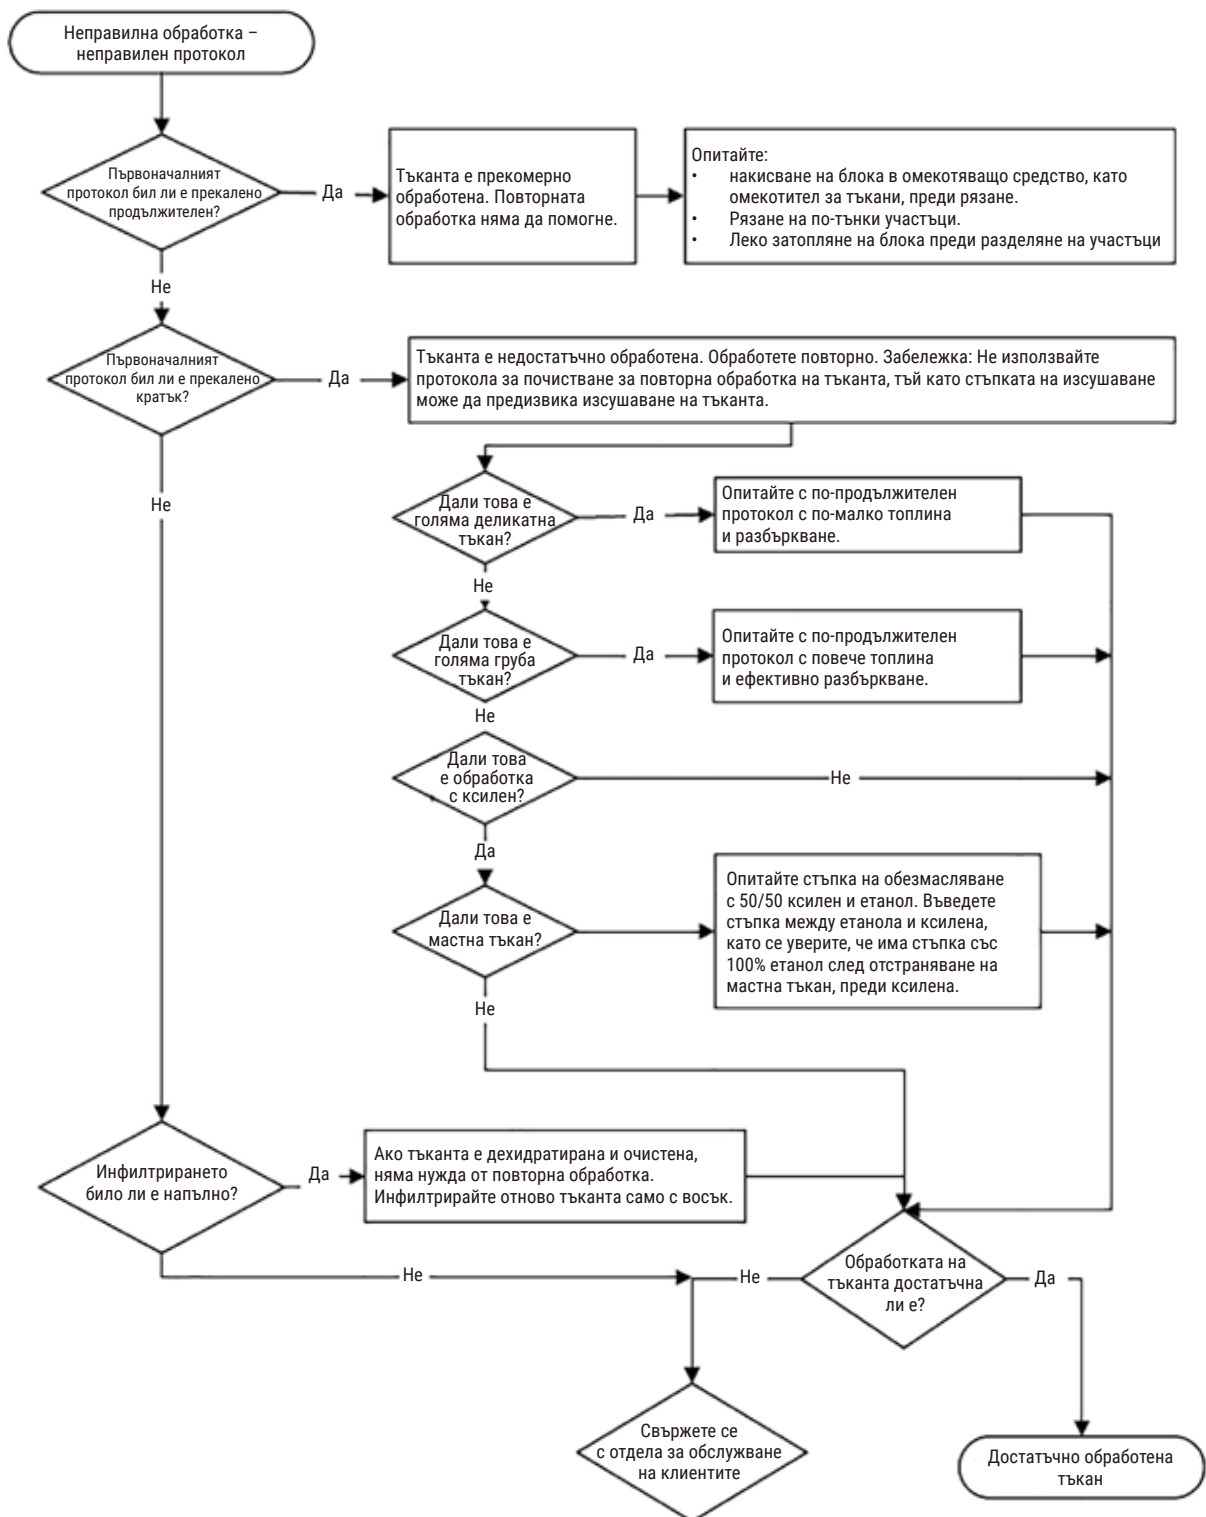 Неправилна обработка –
неправилен протокол
Първоначалният
протокол бил ли е прекалено
продължителен?
Да
Тъканта е прекомерно
обработена. Повторната
обработка няма да помогне.
Опитайте:
• накисване на блока в омекотяващо средство, като
омекотител за тъкани, преди рязане.
• Рязане на по-тънки участъци.
• Леко затопляне на блока преди разделяне на участъци
Не
Първоначалният
протокол бил ли е прекалено
кратък?
Да
Тъканта е недостатъчно обработена. Обработете повторно. Забележка: Не използвайте
протокола за почистване за повторна обработка на тъканта, тъй като стъпката на изсушаване
може да предизвика изсушаване на тъканта.
Не
Дали това е
голяма деликатна
тъкан?
Да
Опитайте с по-продължителен
протокол с по-малко топлина
и разбъркване.
Не
Дали това е
голяма груба
тъкан?
Да
Опитайте с по-продължителен
протокол с повече топлина
и ефективно разбъркване.
Не
Дали това
е обработка
с ксилен?
Не
Да
Дали това е
мастна тъкан?
Опитайте стъпка на обезмасляване
с 50/50 ксилен и етанол. Въведете
стъпка между етанола и ксилена,
като се уверите, че има стъпка със
100% етанол след отстраняване на
мастна тъкан, преди ксилена.
Не
Инфилтрирането
било ли е напълно?
Да
Ако тъканта е дехидратирана и очистена,
няма нужда от повторна обработка.
Инфилтрирайте отново тъканта само с восък.
Не
Обработката на
тъканта достатъчна
ли е?
Не
Да
Свържете се
с отдела за обслужване
на клиентите
Достатъчно обработена
тъкан